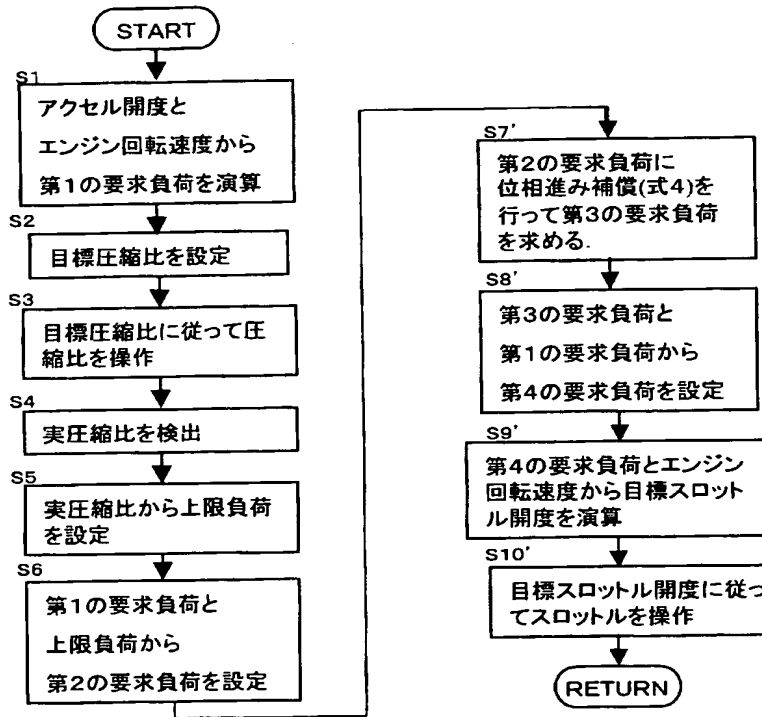 START
S1
アクセル開度と
エンジン回転速度から
第1の要求負荷を演算
S2
目標圧縮比を設定
S3
目標圧縮比に従って圧
縮比を操作
S4
実圧縮比を検出
S5
実圧縮比から上限負荷
を設定
S6
第1の要求負荷と
上限負荷から
第2の要求負荷を設定
S7'
第2の要求負荷に
位相進み補償(式4)を
行って第3の要求負荷
を求める.
S8'
第3の要求負荷と
第1の要求負荷から
第4の要求負荷を設定
S9'
第4の要求負荷とエンジン
回転速度から目標スロット
ル開度を演算
S10'
目標スロットル開度に従っ
てスロットルを操作
RETURN